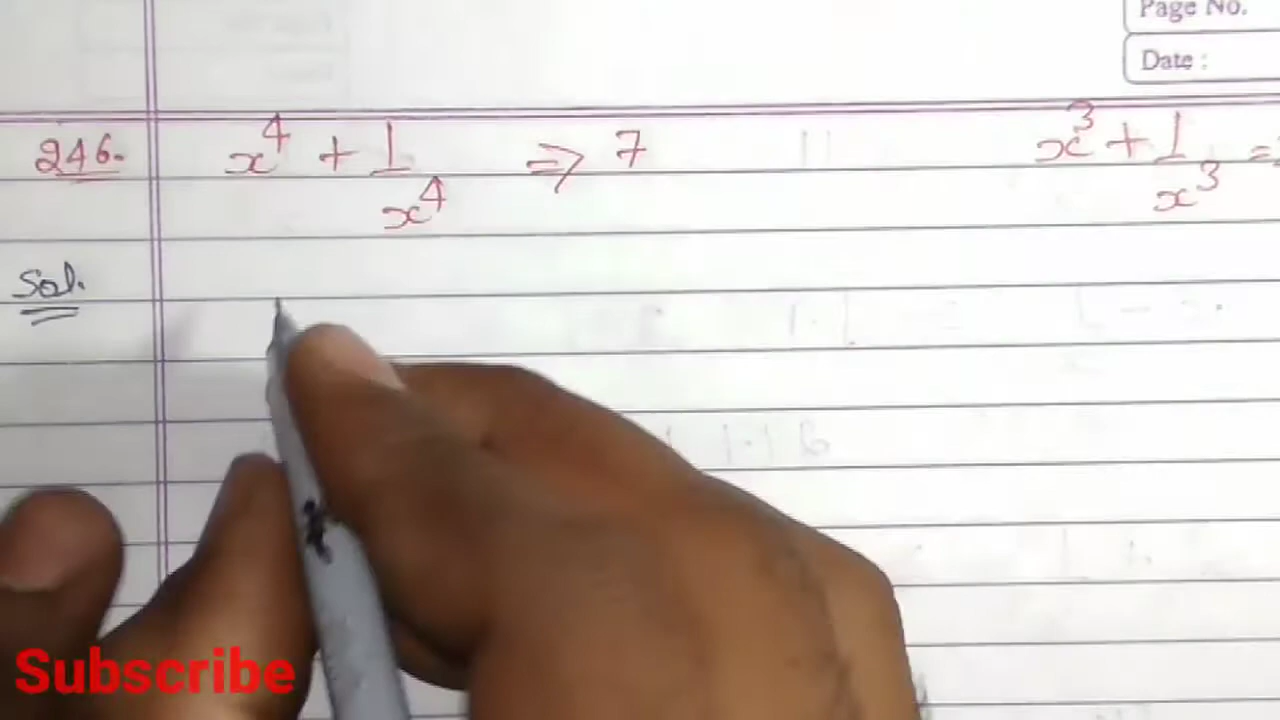 Page No.
Date :
246. x⁴ + 1/x⁴ ⇒ 7 x³ + 1/x³ =
Sol.
Subscribe